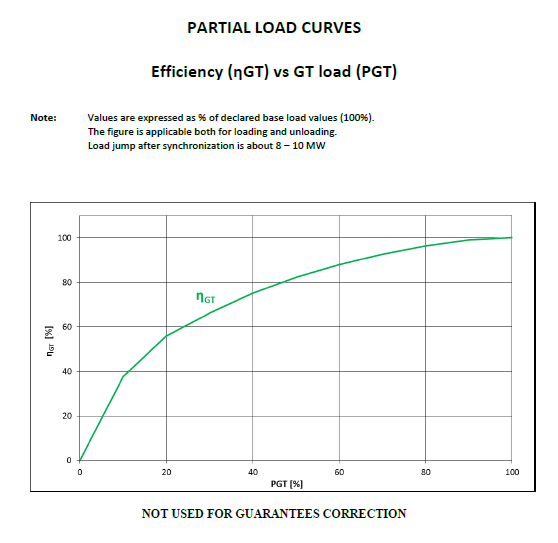 PARTIAL LOAD CURVES
Efficiency (ηGT) vs GT load (PGT)
Note: Values are expressed as % of declared base load values (100%).
The figure is applicable both for loading and unloading.
Load jump after synchronization is about 8 – 10 MW
100
80
60
40
20
0
ηGT [%]
ηGT
0 20 40 60 80 100
PGT [%]
NOT USED FOR GUARANTEES CORRECTION